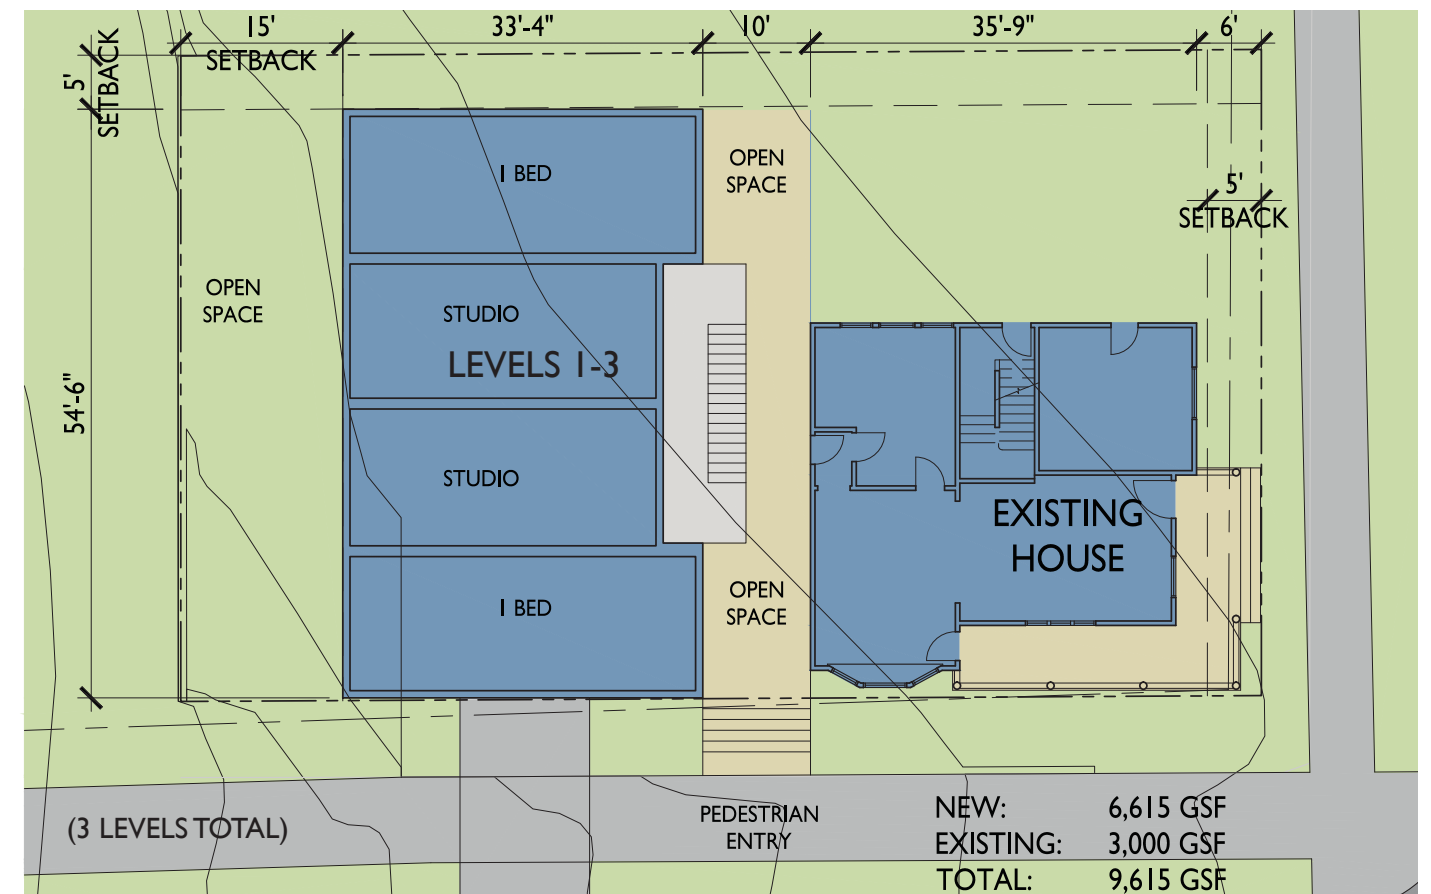 15'
SETBACK
33'-4"
10'
35'-9"
6'
5'
SETBACK
1 BED
OPEN
SPACE
5'
SETBACK
OPEN
SPACE
STUDIO
LEVELS 1-3
54'-6"
STUDIO
EXISTING
HOUSE
1 BED
OPEN
SPACE
(3 LEVELS TOTAL)
PEDESTRIAN
ENTRY
NEW: 6,615 GSF
EXISTING: 3,000 GSF
TOTAL: 9,615 GSF